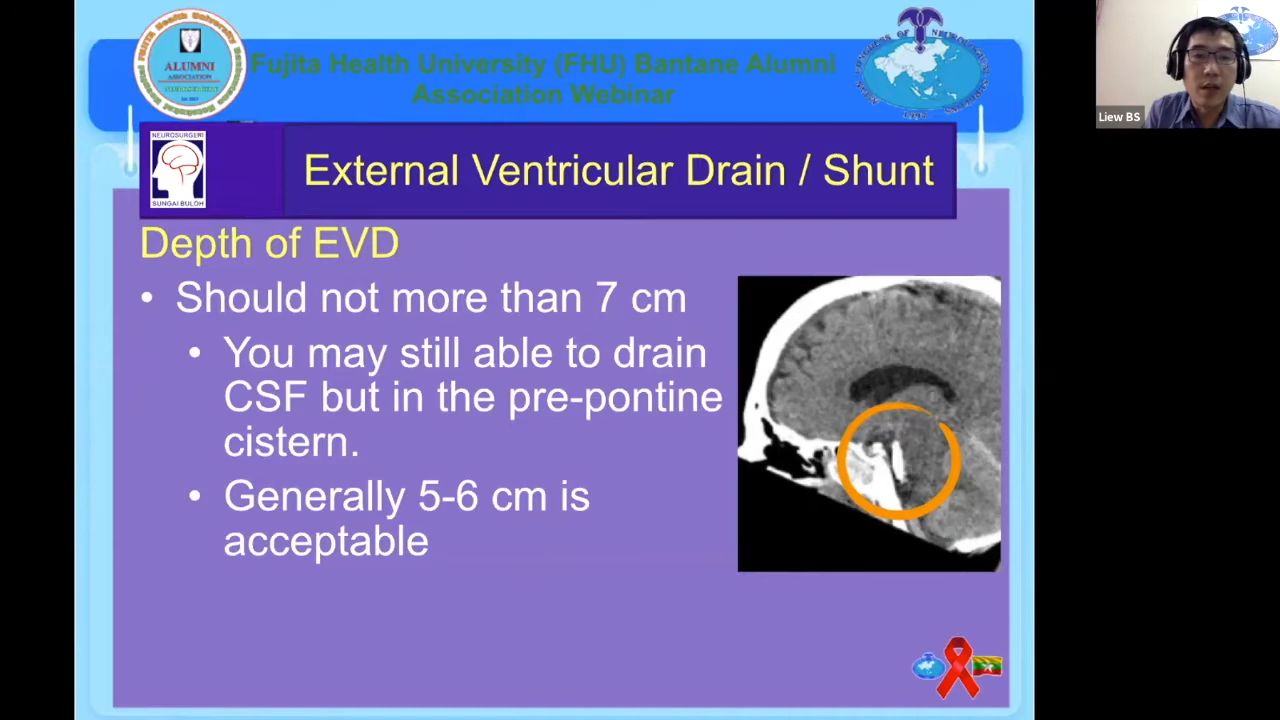 Fujita Health University (FHU) Bantane Alumni
Association Webinar
ALUMNI
ASSOCIATION
NEUROSURGERI
SUNGAI BULOH
External Ventricular Drain / Shunt
Depth of EVD
• Should not more than 7 cm
• You may still able to drain
CSF but in the pre-pontine
cistern.
• Generally 5-6 cm is
acceptable
Liew BS